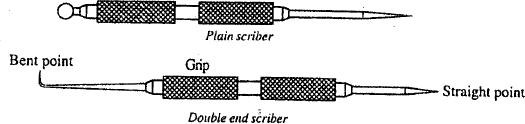 Plain scriber
Bent point
Grip
Straight point
Double end scriber